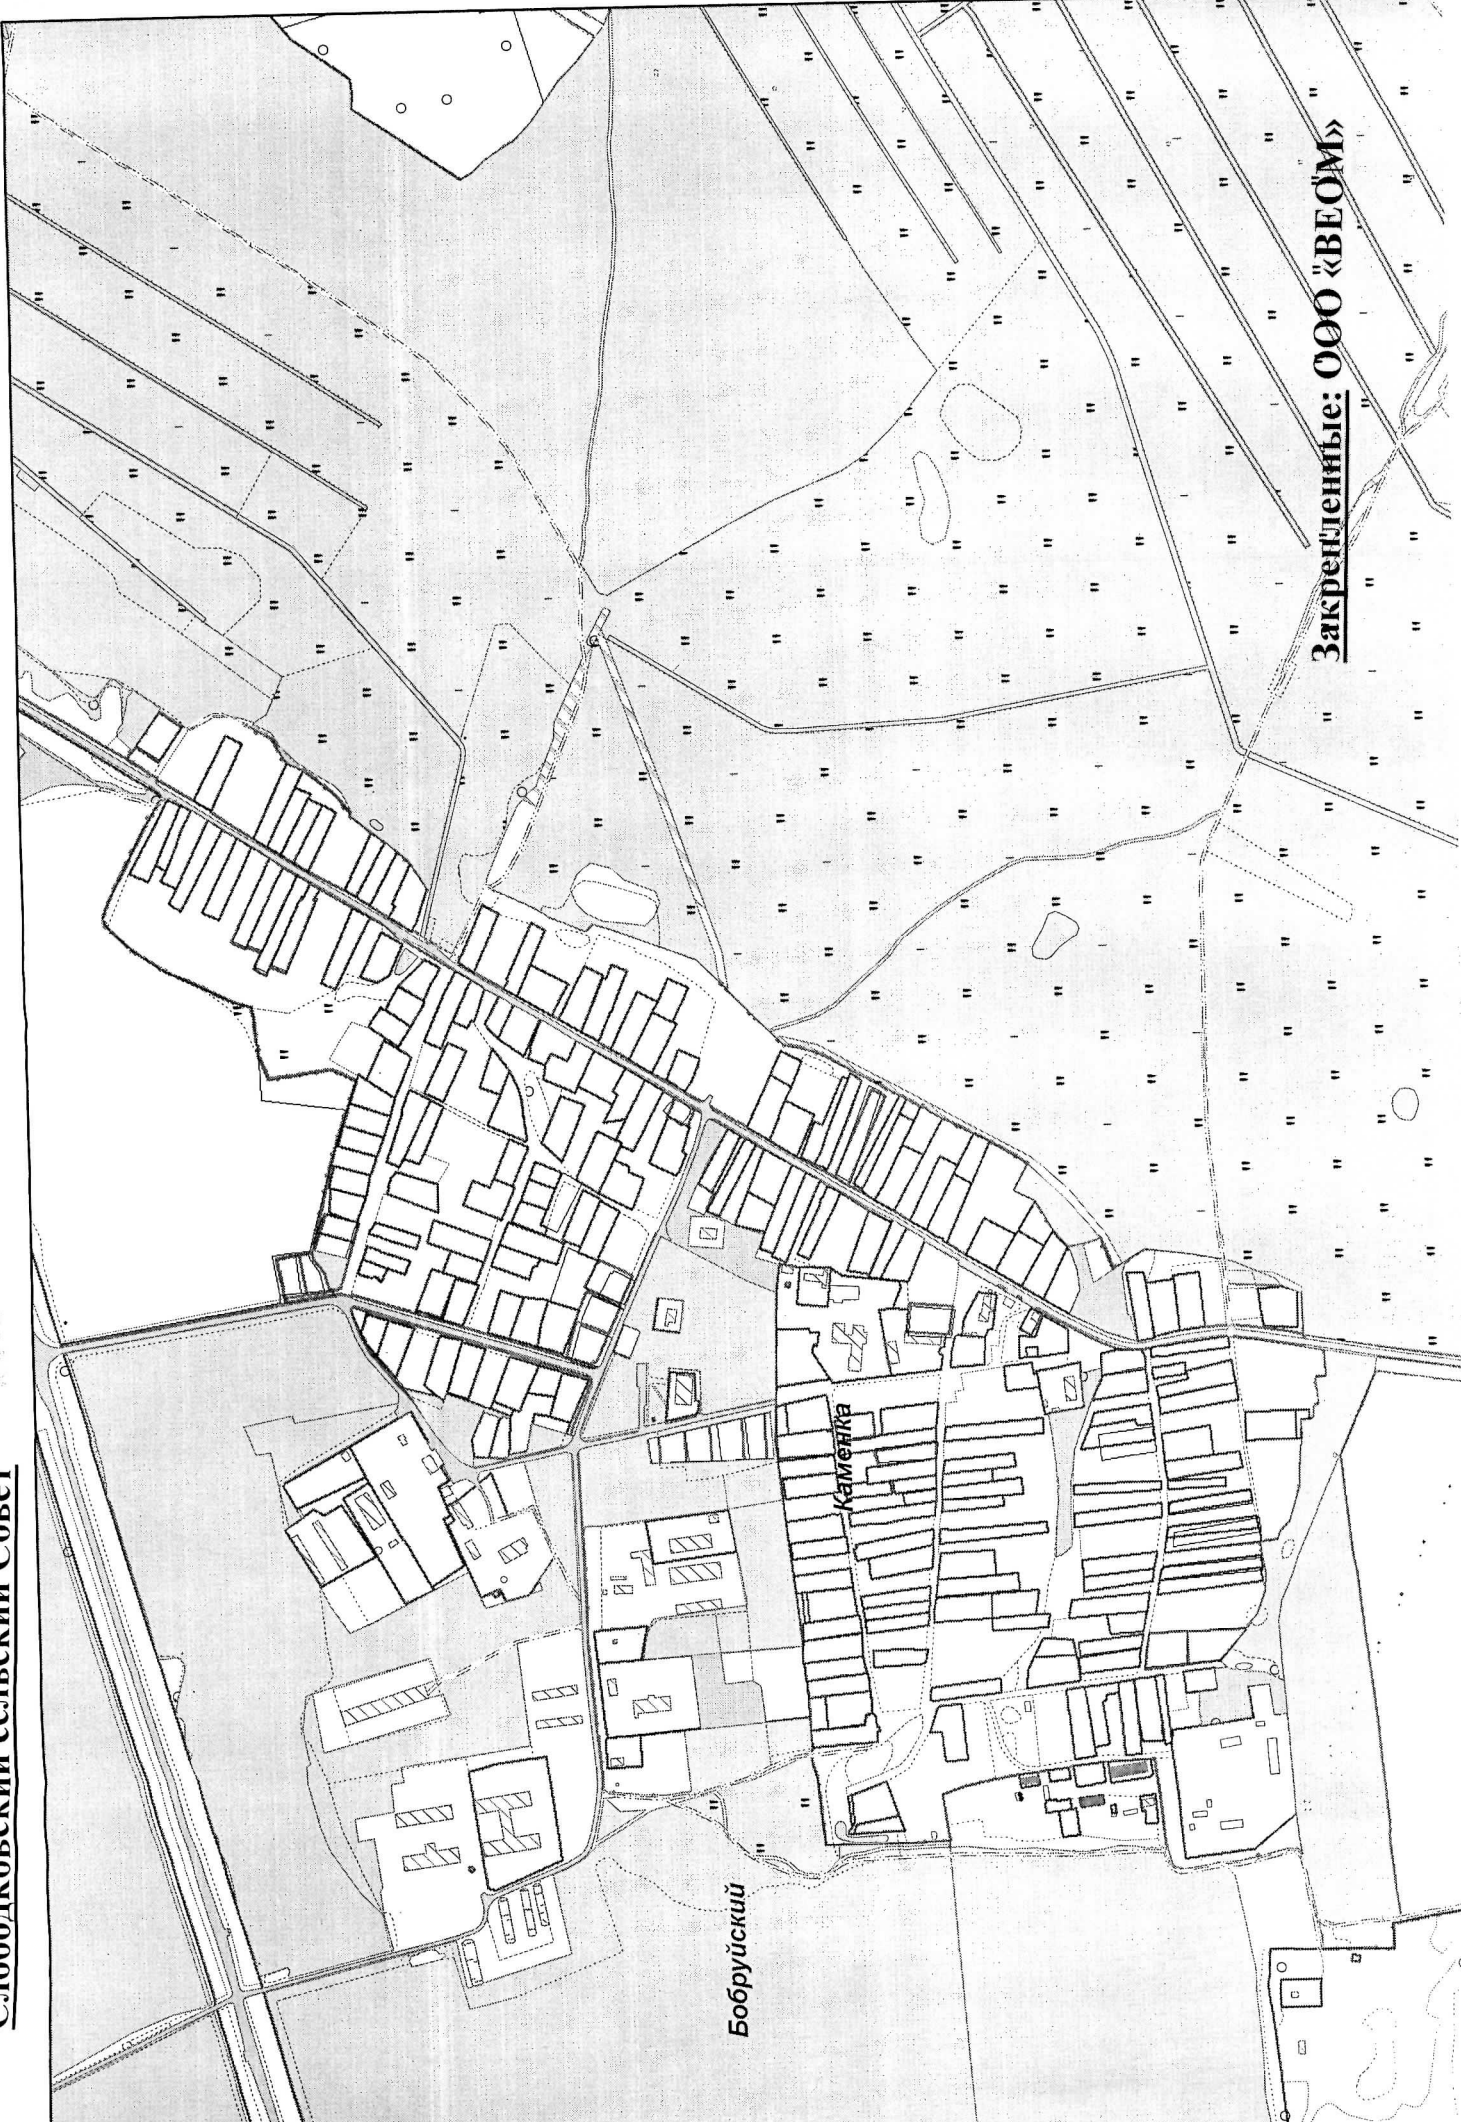 Слободковский сельский Совет
Каменка
Бобруйский
Закрепленные: ООО «ВЕОМ»